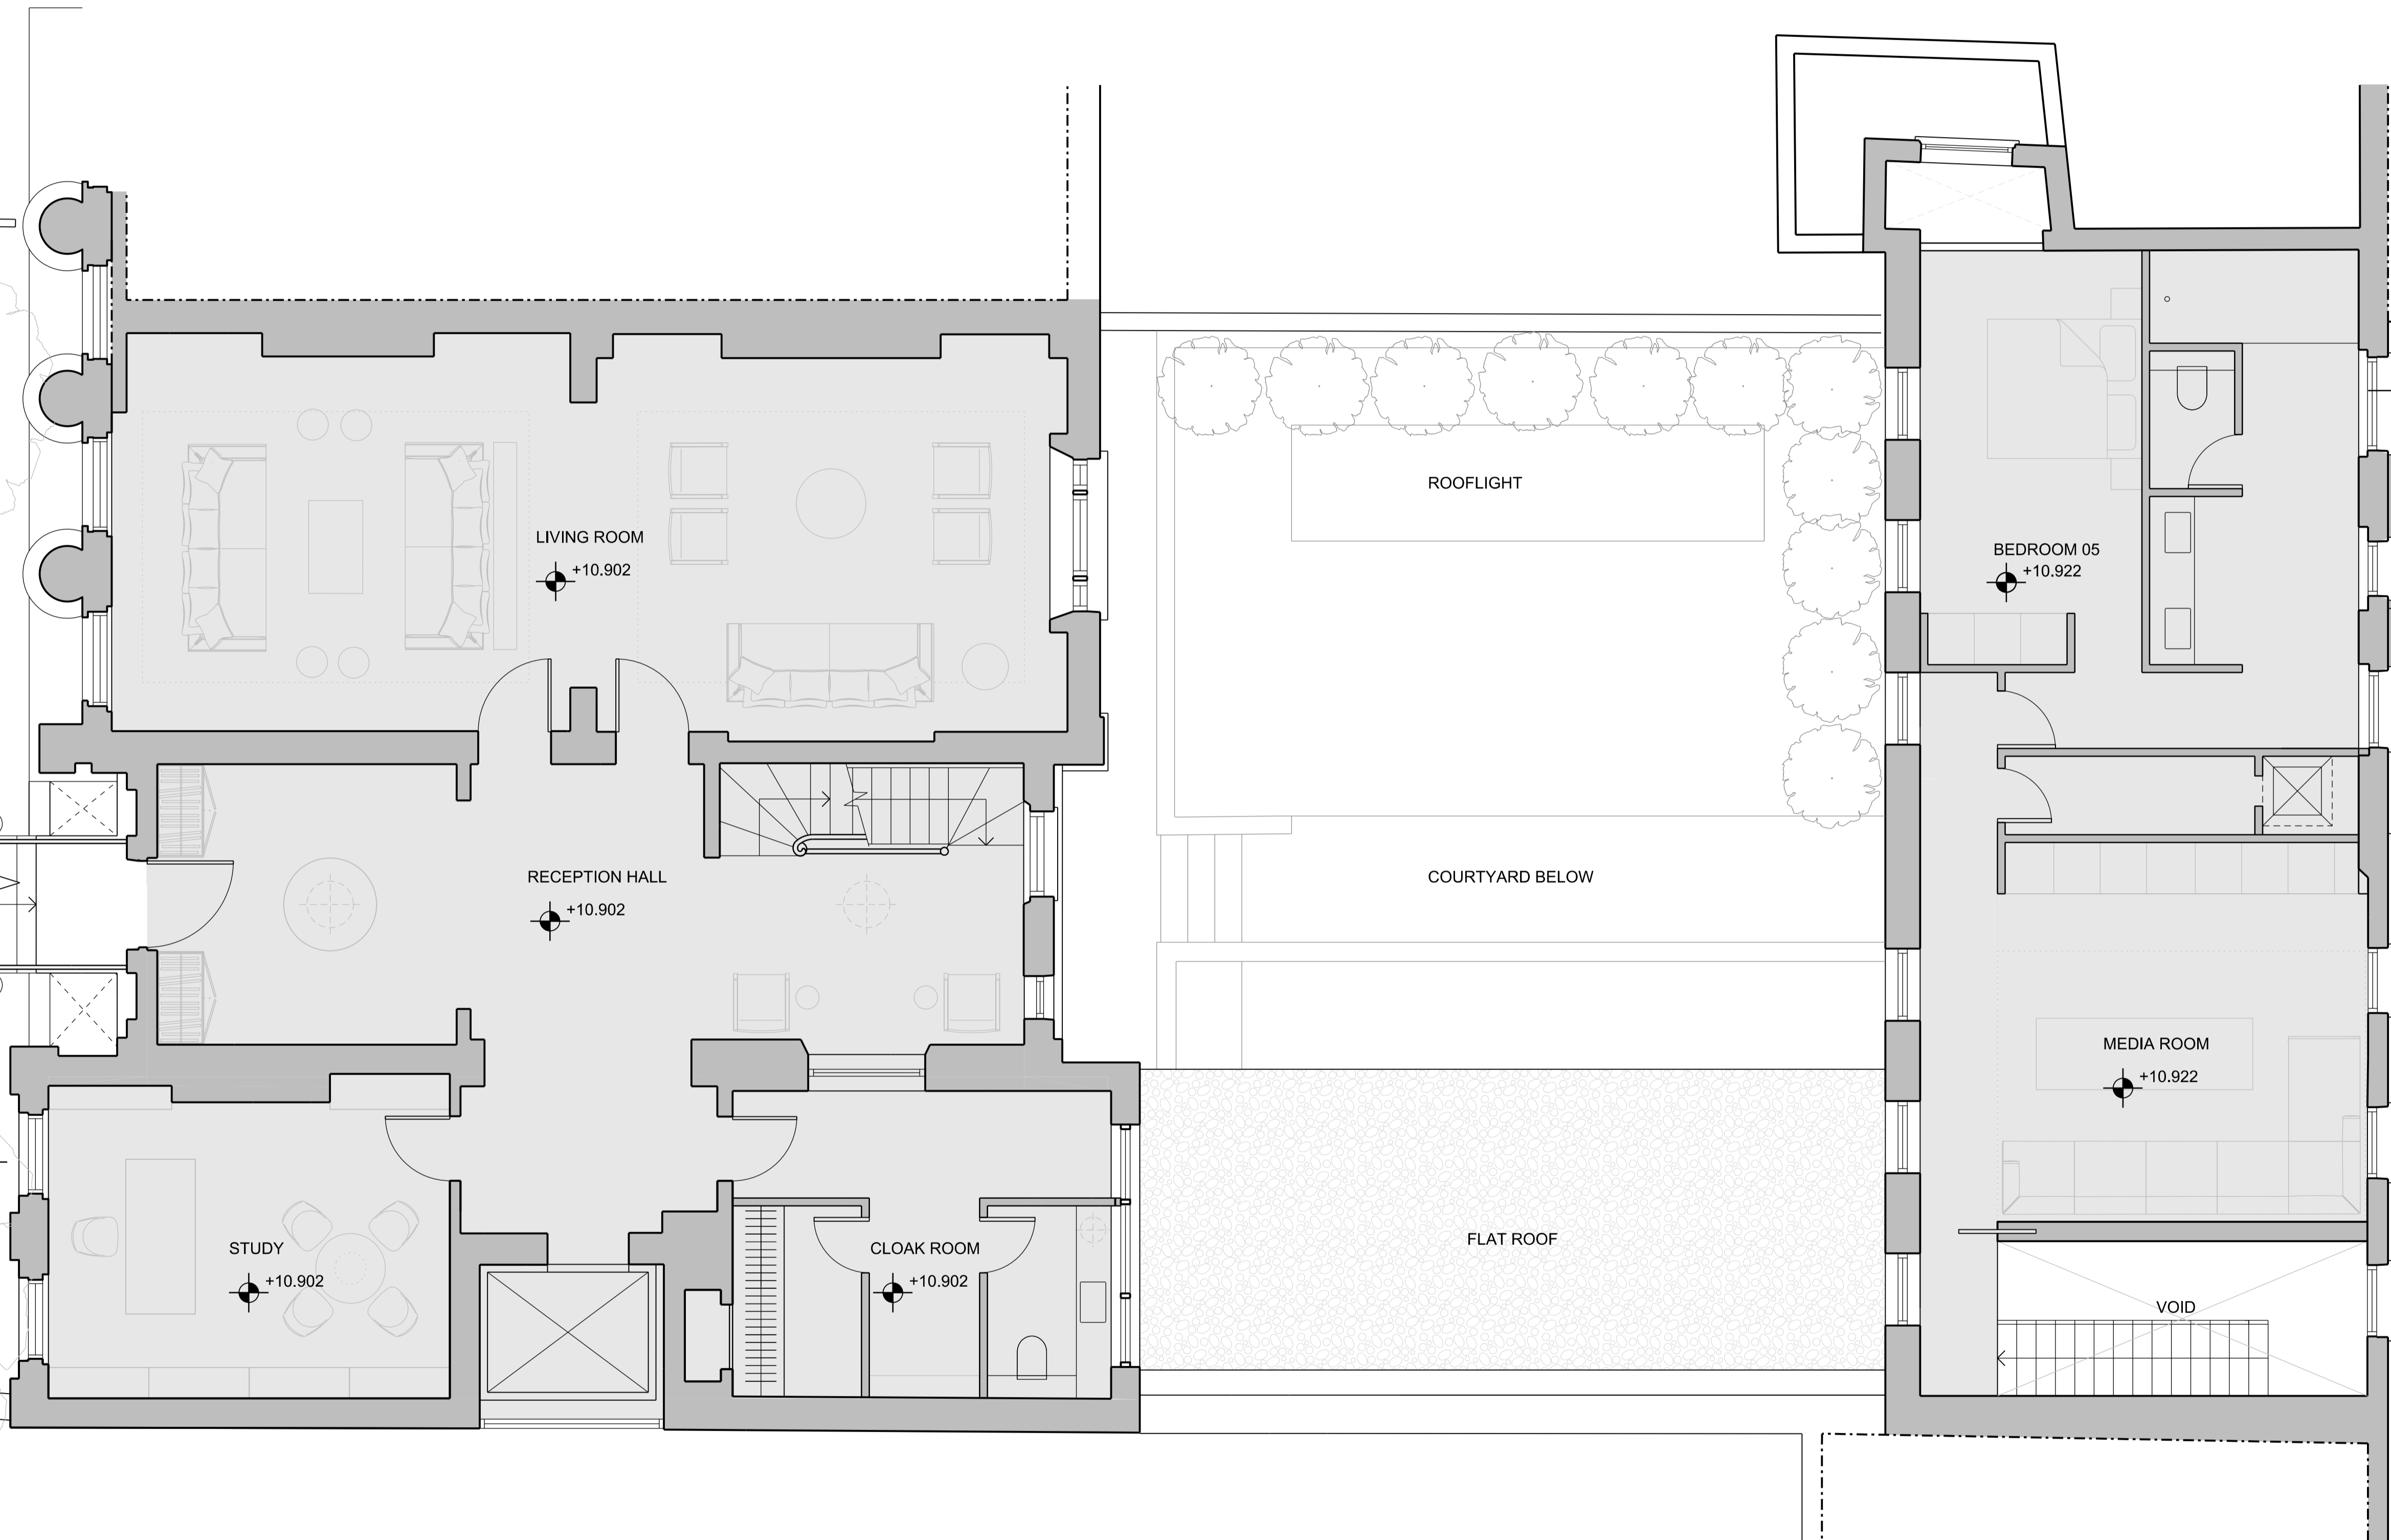 ROOFLIGHT
LIVING ROOM
+10.902
BEDROOM 05
+10.922
RECEPTION HALL
+10.902
COURTYARD BELOW
MEDIA ROOM
+10.922
STUDY
+10.902
CLOAK ROOM
+10.902
FLAT ROOF
VOID